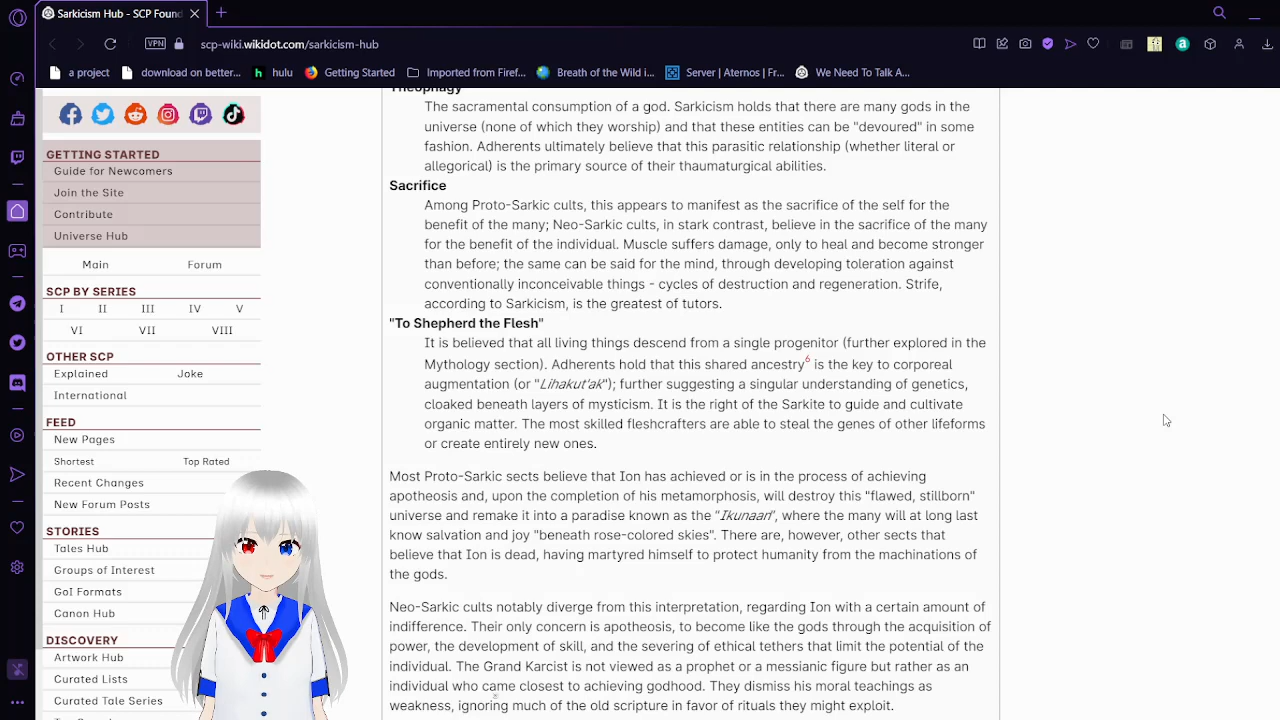 Sarkicism Hub - SCP Found
scp-wiki.wikidot.com/sarkicism-hub
VPN
a project
download on better...
hulu
Getting Started
Imported from Firef...
Breath of the Wild i...
Server | Aternos | Fr...
We Need To Talk A...
GETTING STARTED
Guide for Newcomers
Join the Site
Contribute
Universe Hub
Main Forum
SCP BY SERIES
I II III IV V
VI VII VIII
OTHER SCP
Explained Joke
International
FEED
New Pages
Shortest Top Rated
Recent Changes
New Forum Posts
STORIES
Tales Hub
Groups of Interest
GoI Formats
Canon Hub
DISCOVERY
Artwork Hub
Curated Lists
Curated Tale Series
Theophagy
The sacramental consumption of a god. Sarkicism holds that there are many gods in the
universe (none of which they worship) and that these entities can be "devoured" in some
fashion. Adherents ultimately believe that this parasitic relationship (whether literal or
allegorical) is the primary source of their thaumaturgical abilities.
Sacrifice
Among Proto-Sarkic cults, this appears to manifest as the sacrifice of the self for the
benefit of the many; Neo-Sarkic cults, in stark contrast, believe in the sacrifice of the many
for the benefit of the individual. Muscle suffers damage, only to heal and become stronger
than before; the same can be said for the mind, through developing toleration against
conventionally inconceivable things - cycles of destruction and regeneration. Strife,
according to Sarkicism, is the greatest of tutors.
"To Shepherd the Flesh"
It is believed that all living things descend from a single progenitor (further explored in the
Mythology section). Adherents hold that this shared ancestry6 is the key to corporeal
augmentation (or "Lihakut'ak"); further suggesting a singular understanding of genetics,
cloaked beneath layers of mysticism. It is the right of the Sarkite to guide and cultivate
organic matter. The most skilled fleshcrafters are able to steal the genes of other lifeforms
or create entirely new ones.
Most Proto-Sarkic sects believe that Ion has achieved or is in the process of achieving
apotheosis and, upon the completion of his metamorphosis, will destroy this "flawed, stillborn"
universe and remake it into a paradise known as the "Ikunaan", where the many will at long last
know salvation and joy "beneath rose-colored skies". There are, however, other sects that
believe that Ion is dead, having martyred himself to protect humanity from the machinations of
the gods.
Neo-Sarkic cults notably diverge from this interpretation, regarding Ion with a certain amount of
indifference. Their only concern is apotheosis, to become like the gods through the acquisition of
power, the development of skill, and the severing of ethical tethers that limit the potential of the
individual. The Grand Karcist is not viewed as a prophet or a messianic figure but rather as an
individual who came closest to achieving godhood. They dismiss his moral teachings as
weakness, ignoring much of the old scripture in favor of rituals they might exploit.